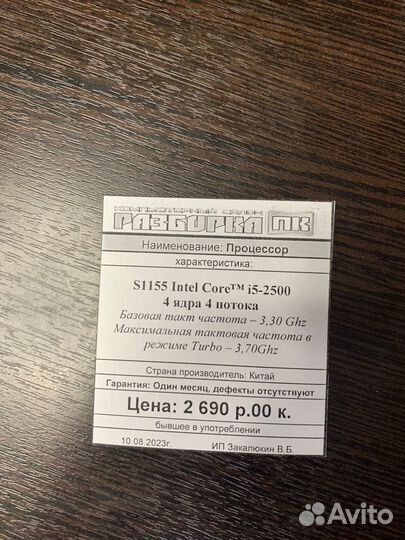 КОМПЬЮТЕРНЫЙ САЛОН
РАЗБОРКА ПК
Наименование: Процессор
характеристика:
S1155 Intel Core™ i5-2500
4 ядра 4 потока
Базовая такт частота – 3,30 Ghz
Максимальная тактовая частота в
режиме Turbo – 3,70Ghz
Страна производитель: Китай
Гарантия: Один месяц, дефекты отсутствуют
Цена: 2 690 р.00 к.
бывшее в употреблении
10.08.2023г. ИП Закалюкин В.Б.
Avito